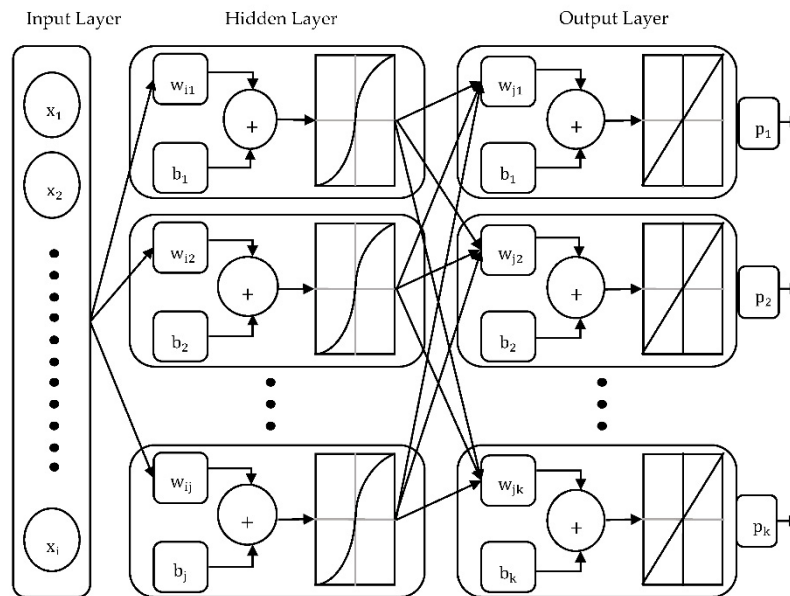 Input Layer
Hidden Layer
Output Layer
x₁
x₂
xᵢ
wᵢ₁
+
b₁
wᵢ₂
+
b₂
wᵢⱼ
+
bⱼ
wⱼ₁
+
b₁
p₁
wⱼ₂
+
b₂
p₂
wⱼₖ
+
bₖ
pₖ